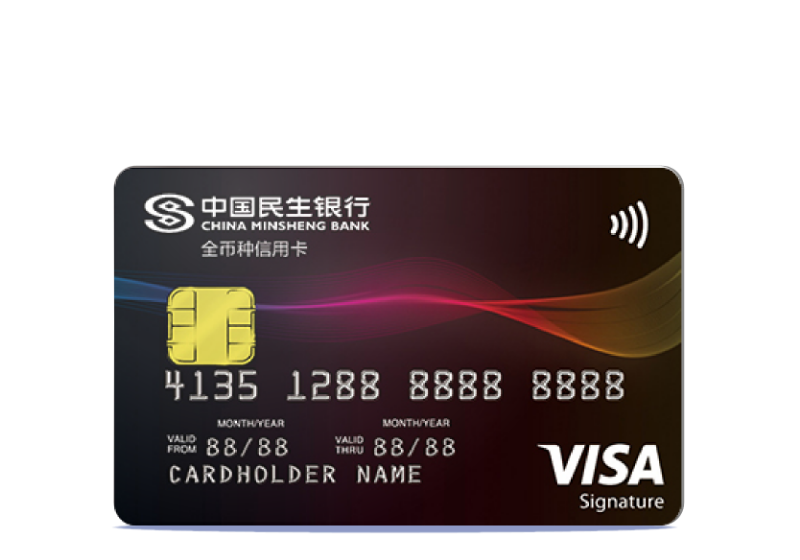 中国民生银行
CHINA MINSHENG BANK
全币种信用卡
4135 1288 8888 8888
MONTH/YEAR MONTH/YEAR
VALID FROM 88/88 VALID THRU 88/88
CARDHOLDER NAME
VISA
Signature